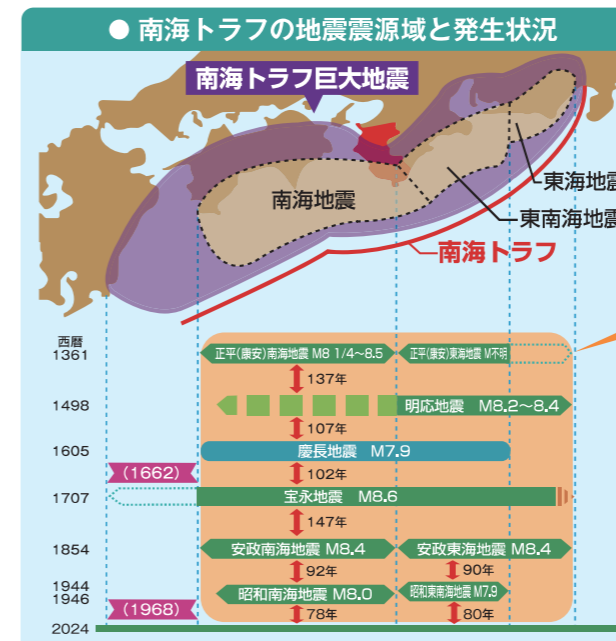 ● 南海トラフの地震震源域と発生状況
南海トラフ巨大地震
南海地震
東海地震
東南海地震
南海トラフ
西暦
1361
正平(康安)南海地震 M8 1/4～8.5
正平(康安)東海地震 M不明
137年
1498
明応地震 M8.2～8.4
107年
1605
慶長地震 M7.9
(1662)
102年
1707
宝永地震 M8.6
147年
1854
安政南海地震 M8.4
安政東海地震 M8.4
92年
90年
1944
1946
昭和南海地震 M8.0
昭和東南海地震 M7.9
(1968)
78年
80年
2024